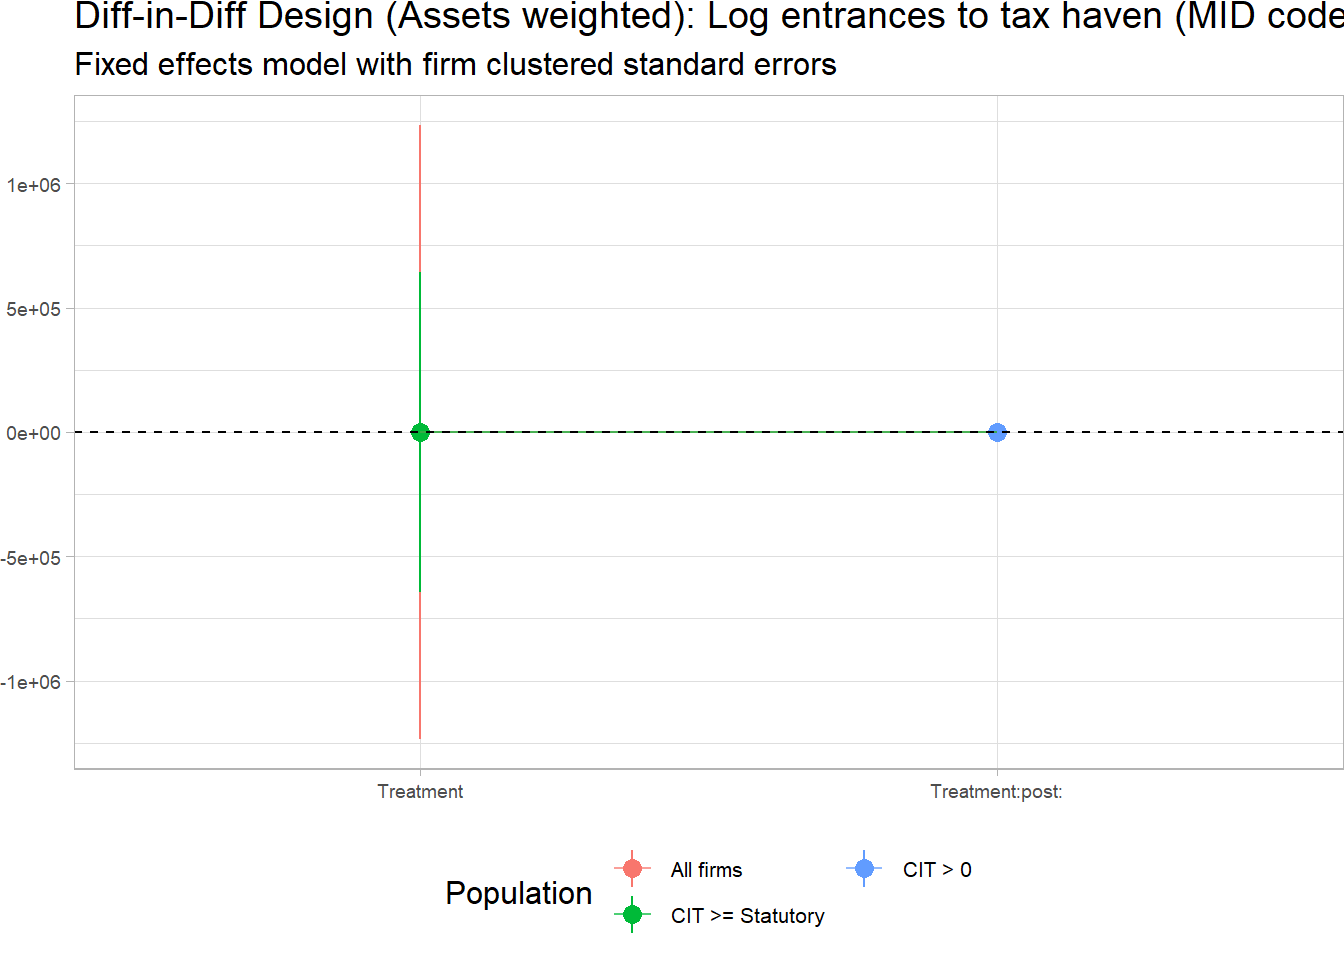 Diff-in-Diff Design (Assets weighted): Log entrances to tax haven (MID code
Fixed effects model with firm clustered standard errors
1e+06
5e+05
0e+00
-5e+05
-1e+06
Treatment
Treatment:post:
Population
All firms
CIT > 0
CIT >= Statutory